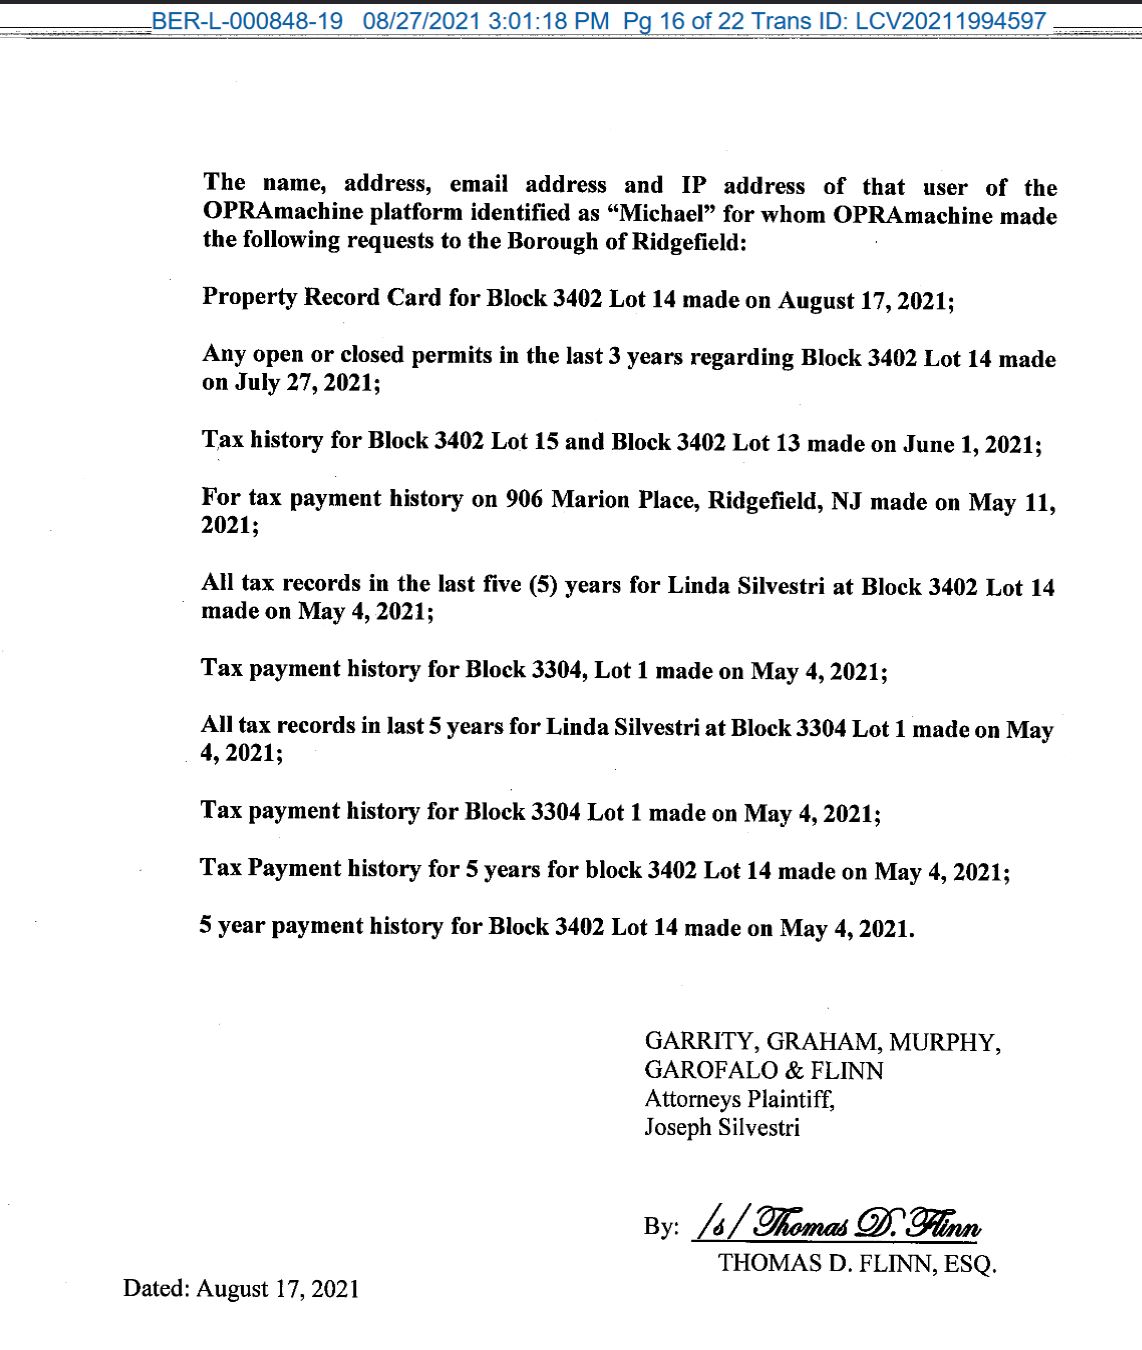 BER-L-000848-19 08/27/2021 3:01:18 PM Pg 16 of 22 Trans ID: LCV20211994597
The name, address, email address and IP address of that user of the
OPRAmachine platform identified as “Michael” for whom OPRAmachine made
the following requests to the Borough of Ridgefield:
Property Record Card for Block 3402 Lot 14 made on August 17, 2021;
Any open or closed permits in the last 3 years regarding Block 3402 Lot 14 made
on July 27, 2021;
Tax history for Block 3402 Lot 15 and Block 3402 Lot 13 made on June 1, 2021;
For tax payment history on 906 Marion Place, Ridgefield, NJ made on May 11,
2021;
All tax records in the last five (5) years for Linda Silvestri at Block 3402 Lot 14
made on May 4, 2021;
Tax payment history for Block 3304, Lot 1 made on May 4, 2021;
All tax records in last 5 years for Linda Silvestri at Block 3304 Lot 1 made on May
4, 2021;
Tax payment history for Block 3304 Lot 1 made on May 4, 2021;
Tax Payment history for 5 years for block 3402 Lot 14 made on May 4, 2021;
5 year payment history for Block 3402 Lot 14 made on May 4, 2021.
GARRITY, GRAHAM, MURPHY,
GAROFALO & FLINN
Attorneys Plaintiff,
Joseph Silvestri
By: /s/ Thomas D. Flinn
THOMAS D. FLINN, ESQ.
Dated: August 17, 2021